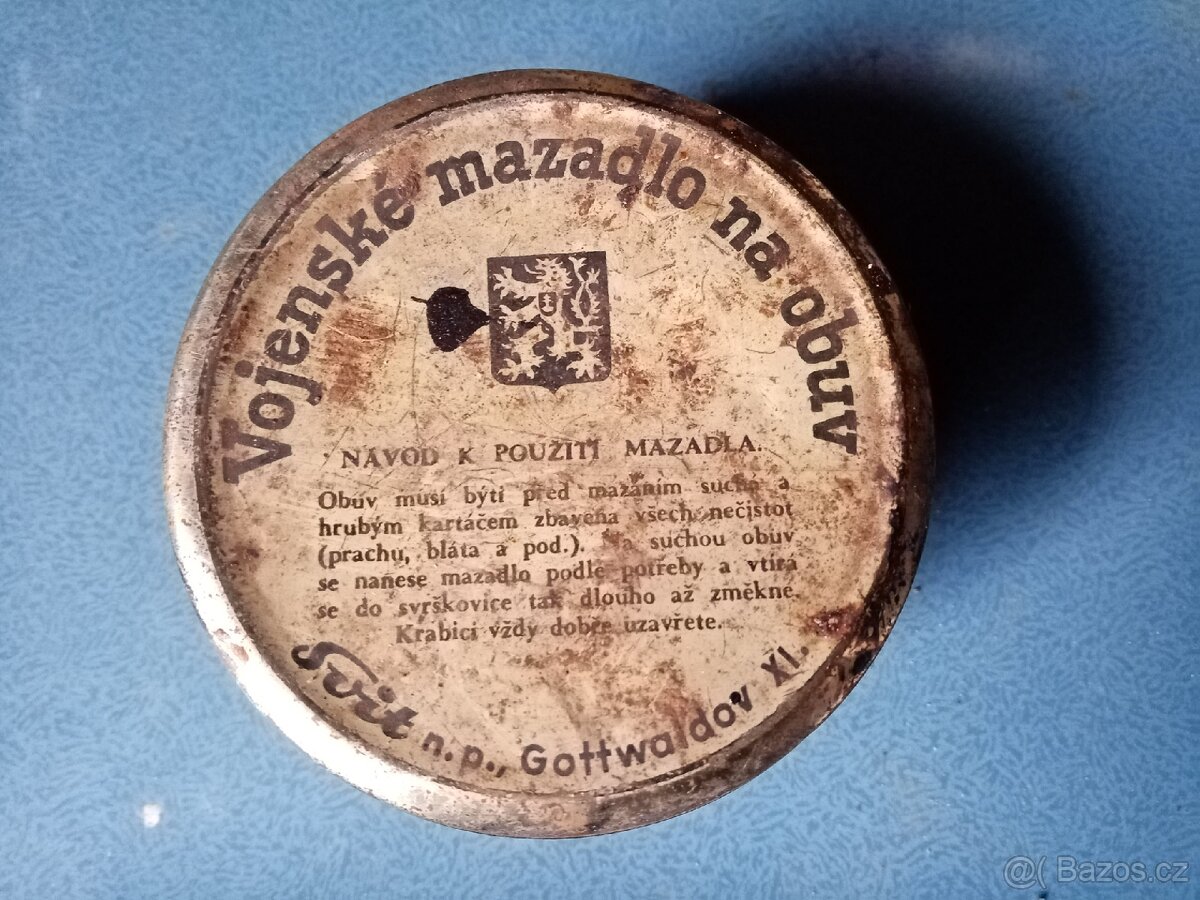 Vojenské mazadlo na obuv
NÁVOD K POUŽITÍ MAZADLA.
Obuv musí býti před mazáním suchá a
hrubým kartáčem zbavena všech nečistot
(prachu, bláta a pod.). Na suchou obuv
se nanese mazadlo podle potřeby a vtírá
se do svrškovice tak dlouho až změkne.
Krabici vždy dobře uzavřete.
Svit n.p., Gottwaldov XI.
@( Bazos.cz